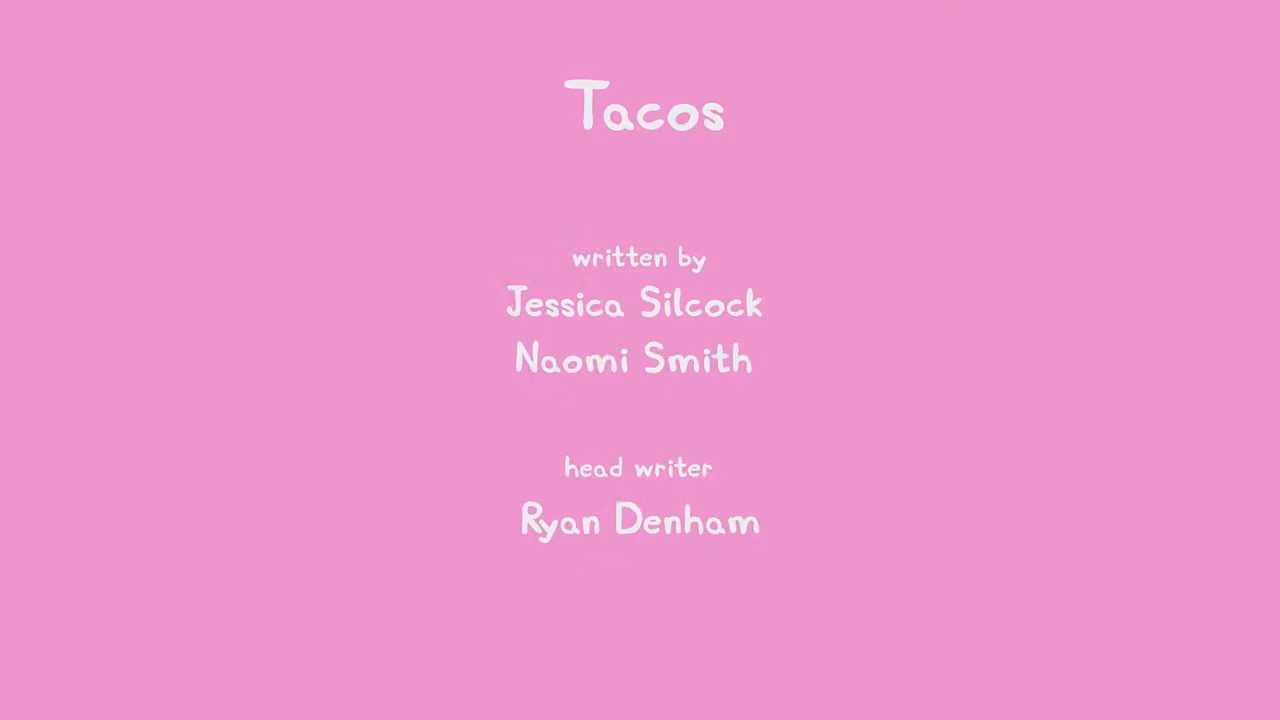 Tacos
written by
Jessica Silcock
Naomi Smith
head writer
Ryan Denham